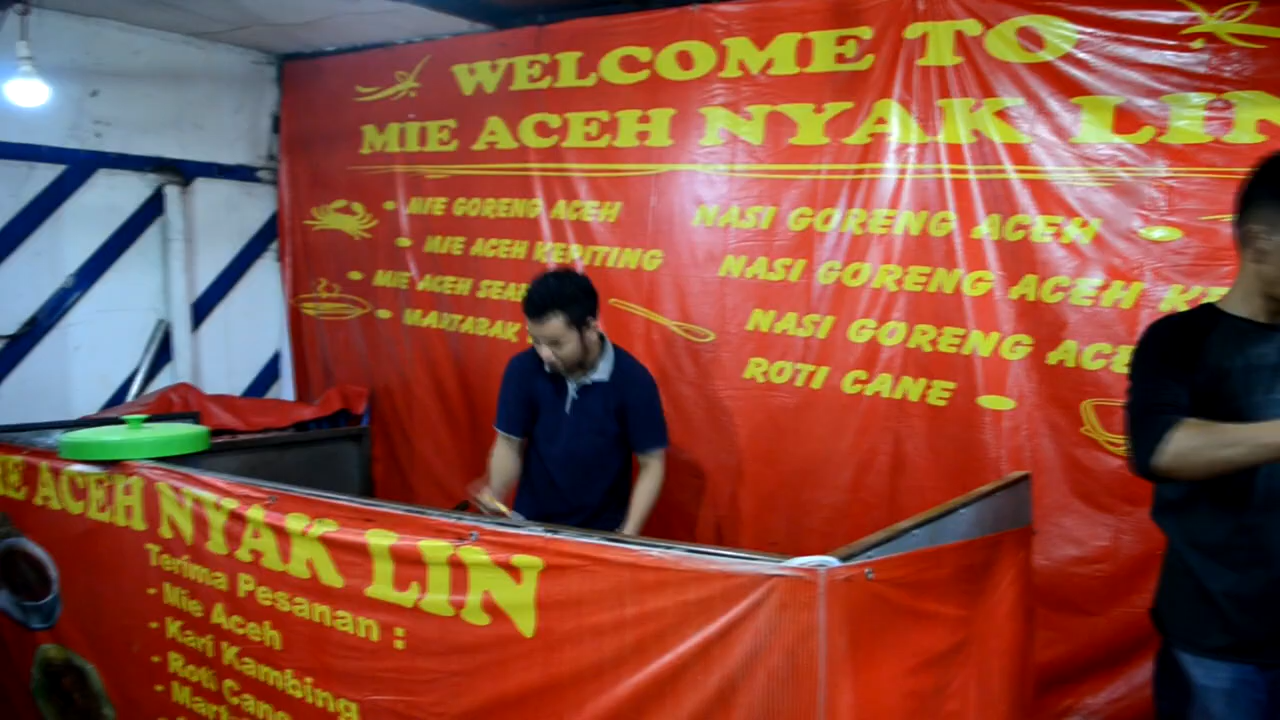 WELCOME TO
MIE ACEH NYAK LIN
MIE GORENG ACEH
MIE ACEH KEPITING
MIE ACEH
MARTABAK
NASI GORENG ACEH
NASI GORENG ACEH
NASI GORENG
ROTI CANE
ACEH NYAK LIN
Terima Pesanan :
- Mie Aceh
- Kari Kambing
- Roti Cane